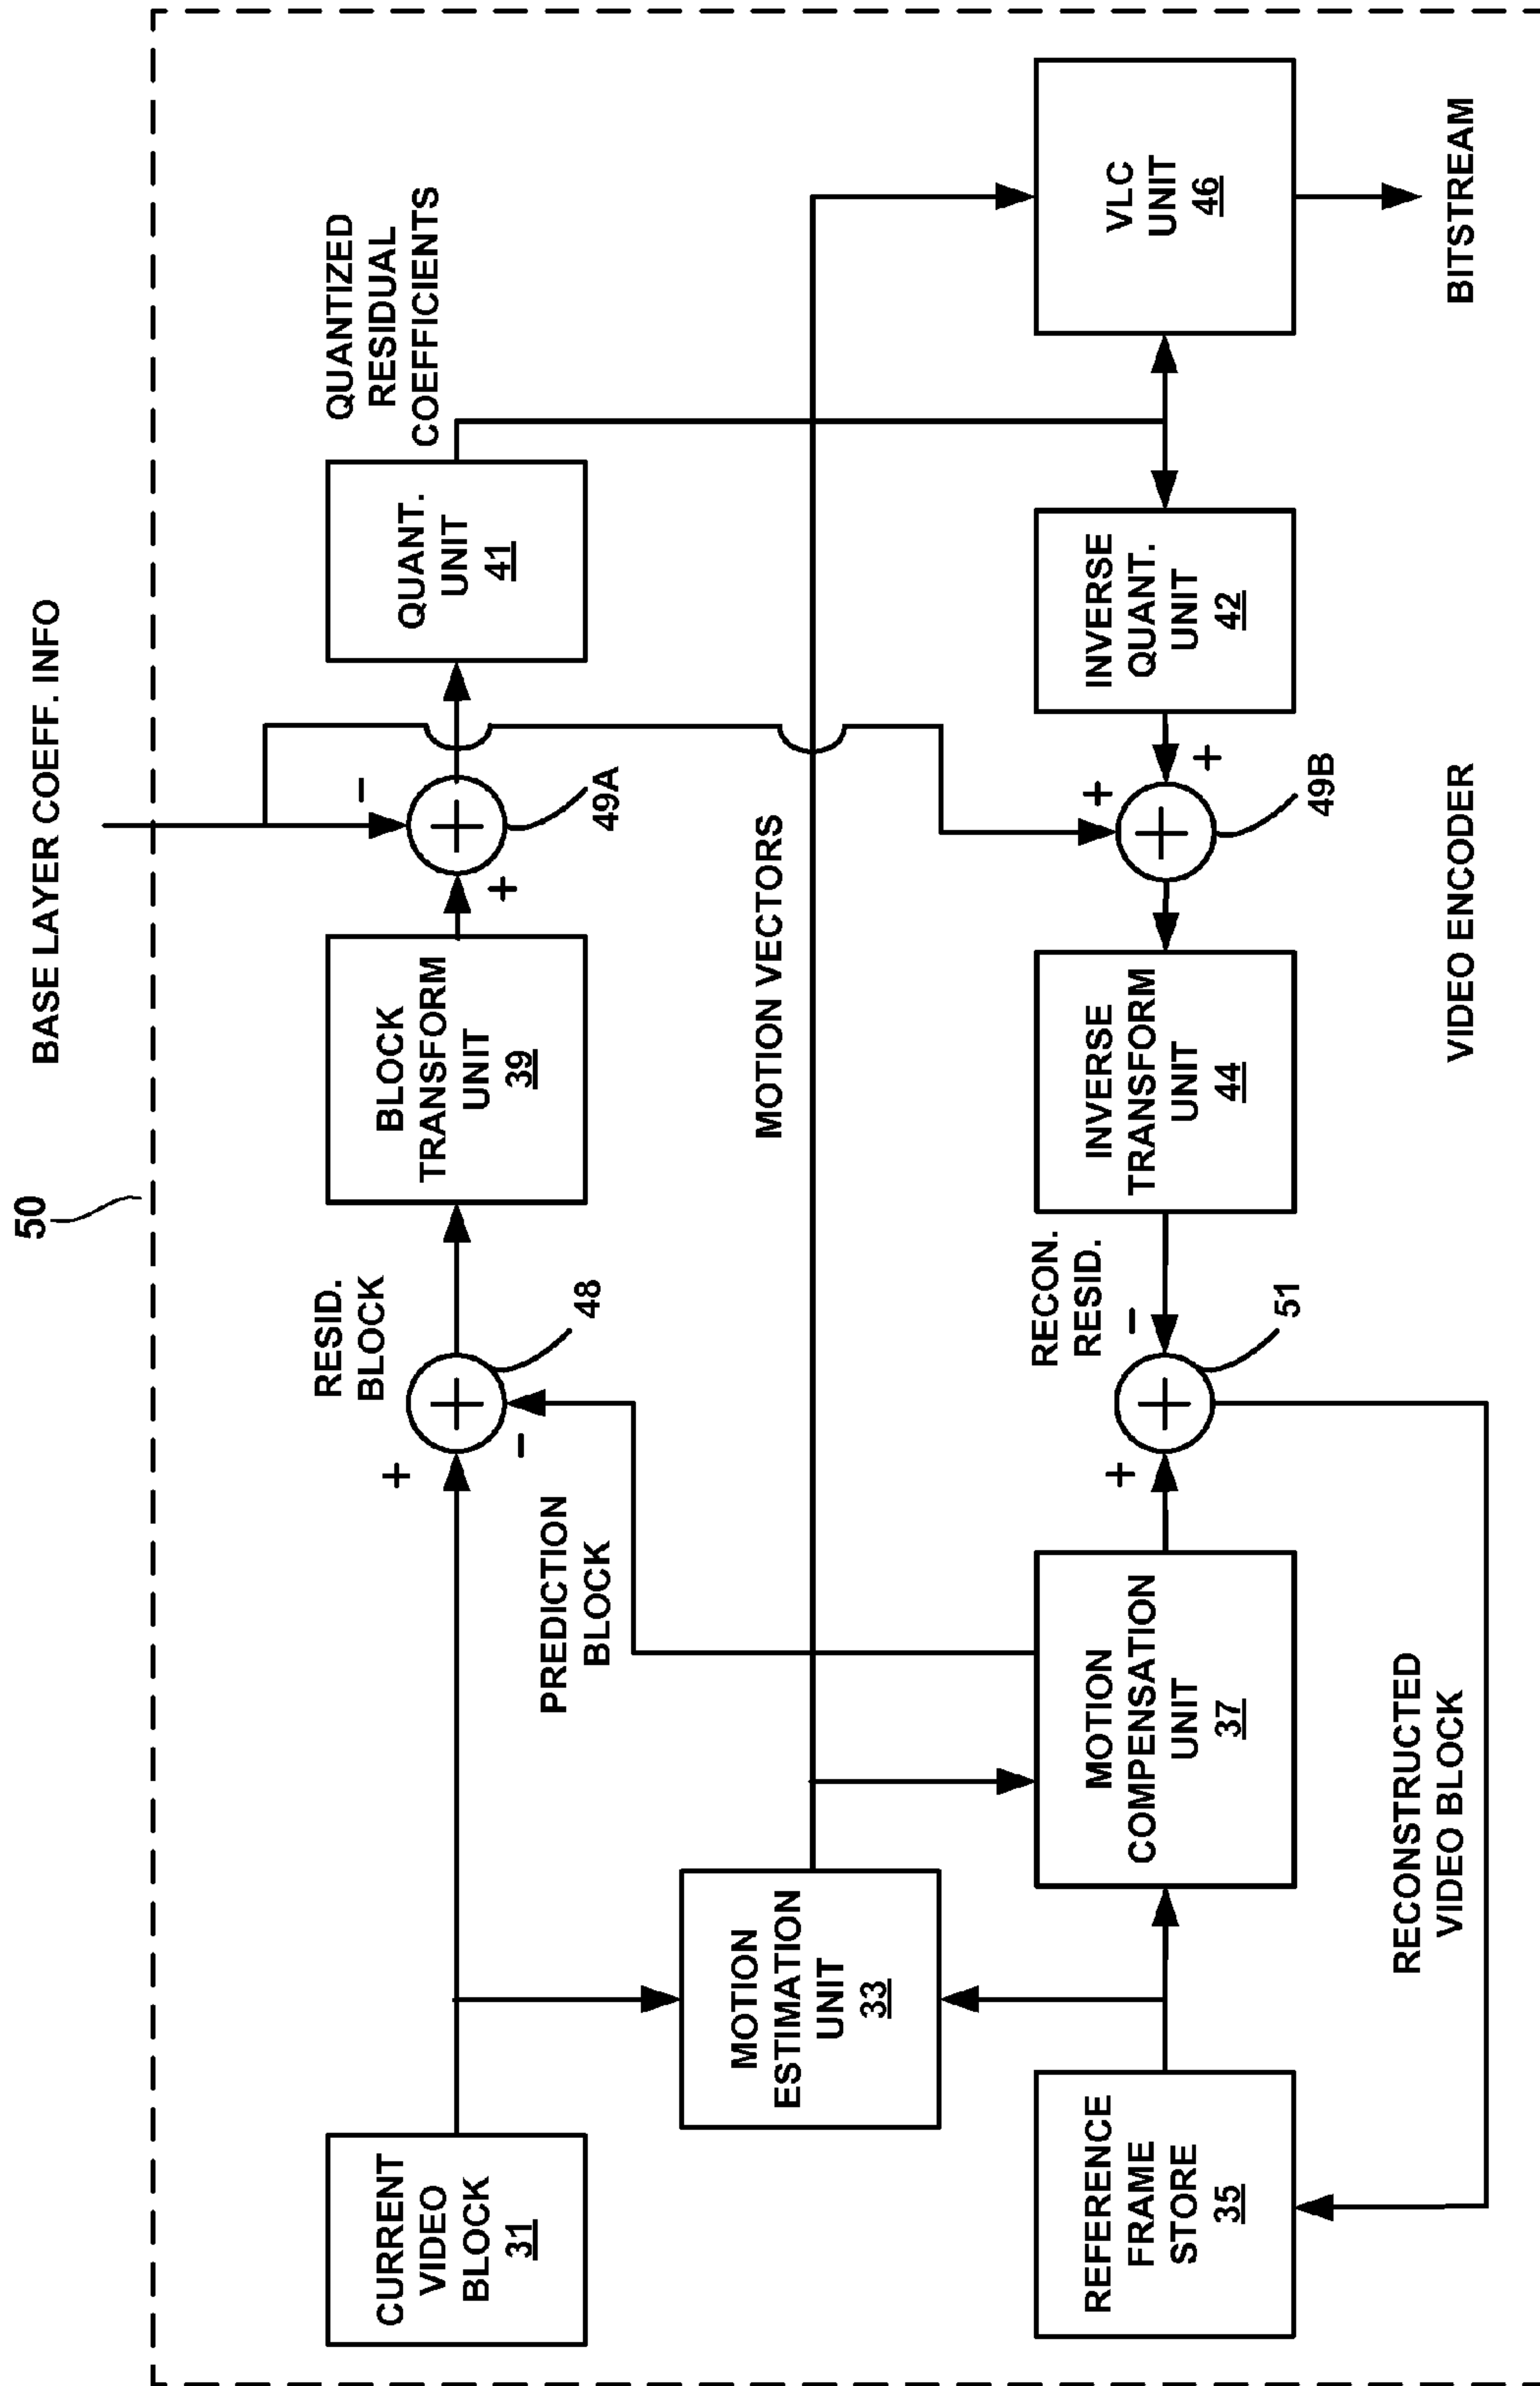 BASE LAYER COEFF. INFO
50
QUANTIZED
RESIDUAL
COEFFICIENTS
RESID.
BLOCK
CURRENT
VIDEO
BLOCK
31
+
-
48
BLOCK
TRANSFORM
UNIT
39
+
-
49A
QUANT.
UNIT
41
PREDICTION
BLOCK
MOTION
ESTIMATION
UNIT
33
MOTION VECTORS
REFERENCE
FRAME
STORE
35
MOTION
COMPENSATION
UNIT
37
+
-
RECON.
RESID.
51
INVERSE
TRANSFORM
UNIT
44
+
+
49B
INVERSE
QUANT.
UNIT
42
VLC
UNIT
46
RECONSTRUCTED
VIDEO BLOCK
VIDEO ENCODER
BITSTREAM